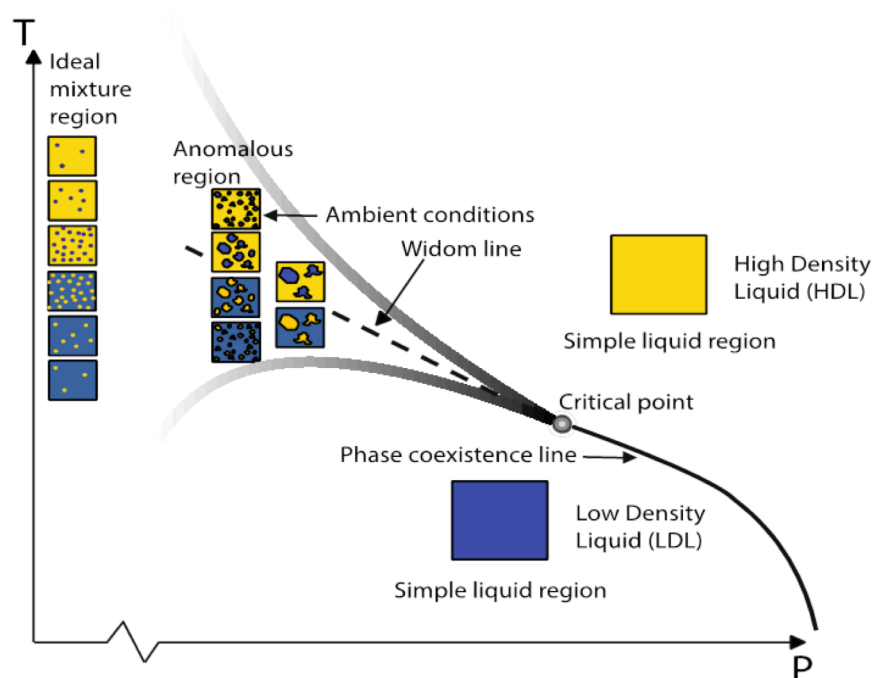 T
Ideal
mixture
region
Anomalous
region
Ambient conditions
Widom line
High Density
Liquid (HDL)
Simple liquid region
Critical point
Phase coexistence line
Low Density
Liquid (LDL)
Simple liquid region
P